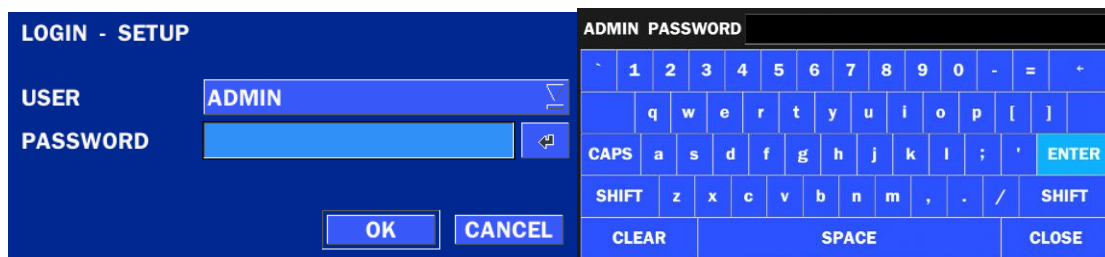 LOGIN - SETUP
USER ADMIN
PASSWORD
OK CANCEL
ADMIN PASSWORD
` 1 2 3 4 5 6 7 8 9 0 - = ←
q w e r t y u i o p [ ]
CAPS a s d f g h j k l ; ' ENTER
SHIFT z x c v b n m , . / SHIFT
CLEAR SPACE CLOSE